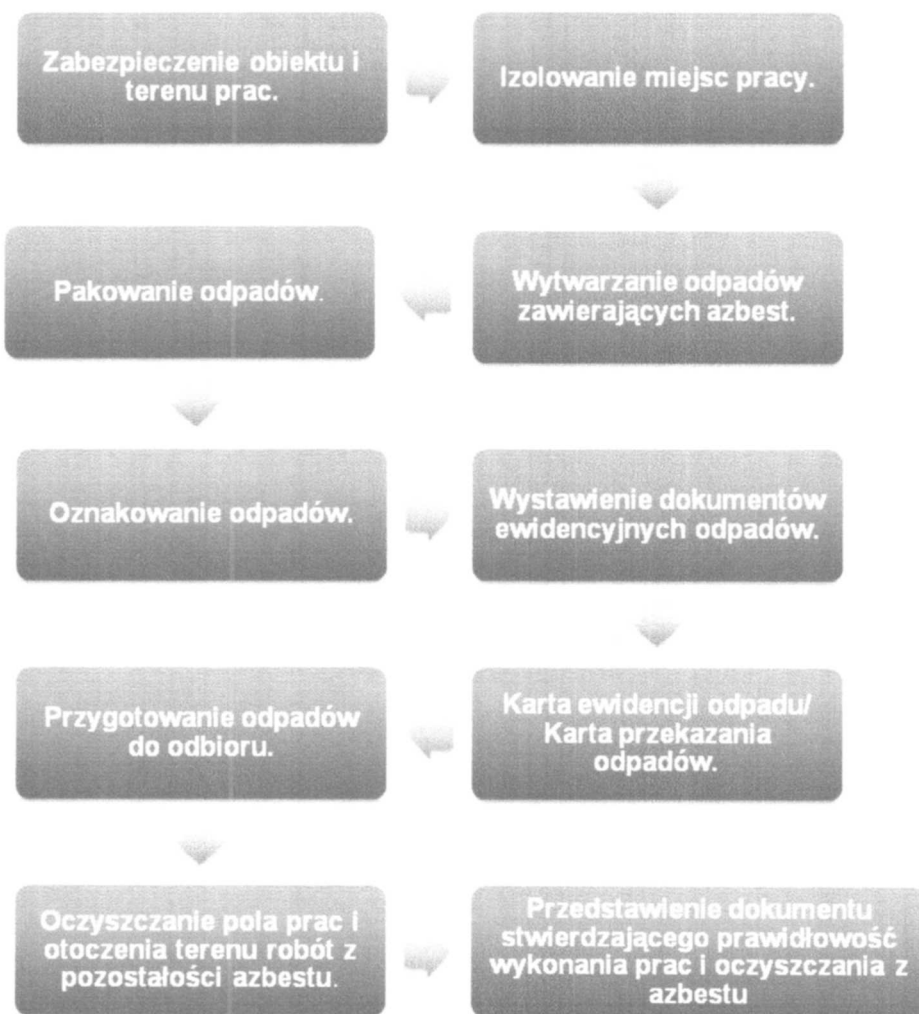 Zabezpieczenie obiektu i
terenu prac.
Izolowanie miejsc pracy.
Wytwarzanie odpadów
zawierających azbest.
Pakowanie odpadów.
Oznakowanie odpadów.
Wystawienie dokumentów
ewidencyjnych odpadów.
Karta ewidencji odpadu/
Karta przekazania
odpadów.
Przygotowanie odpadów
do odbioru.
Oczyszczanie pola prac i
otoczenia terenu robót z
pozostałości azbestu.
Przedstawienie dokumentu
stwierdzającego prawidłowość
wykonania prac i oczyszczania z
azbestu